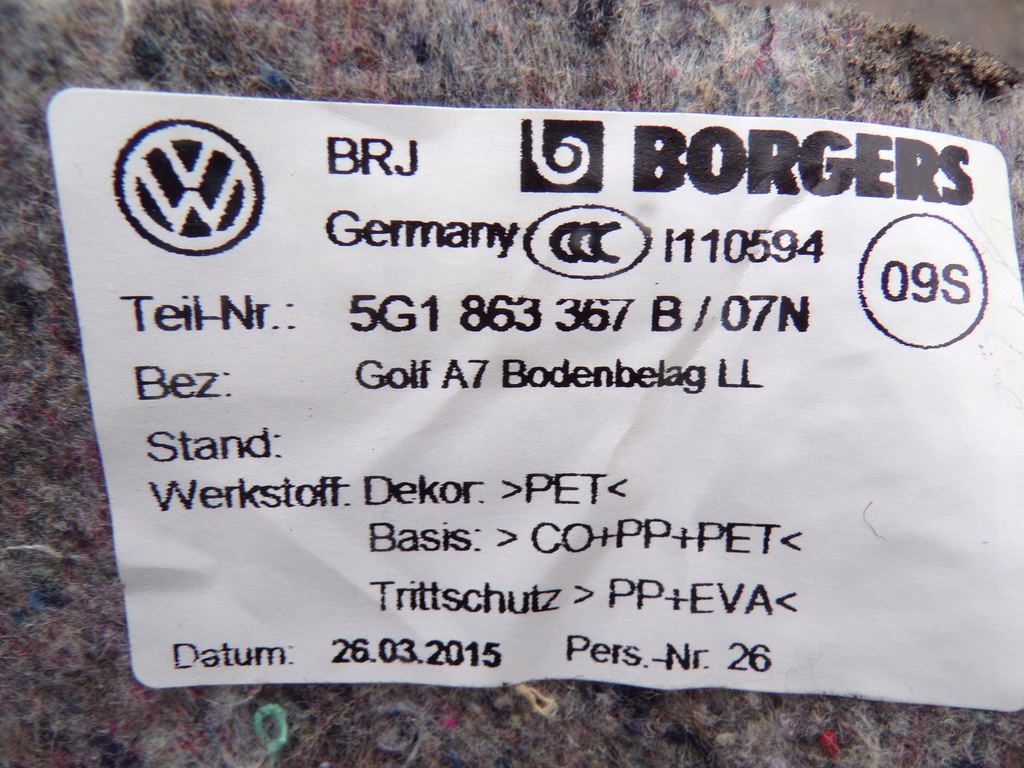 VW BRJ BORGERS
Germany CCC I110594
09S
Teil-Nr.: 5G1 863 367 B / 07N
Bez: Golf A7 Bodenbelag LL
Stand:
Werkstoff: Dekor: >PET<
Basis: > CO+PP+PET<
Trittschutz > PP+EVA<
Datum: 26.03.2015 Pers.-Nr. 26